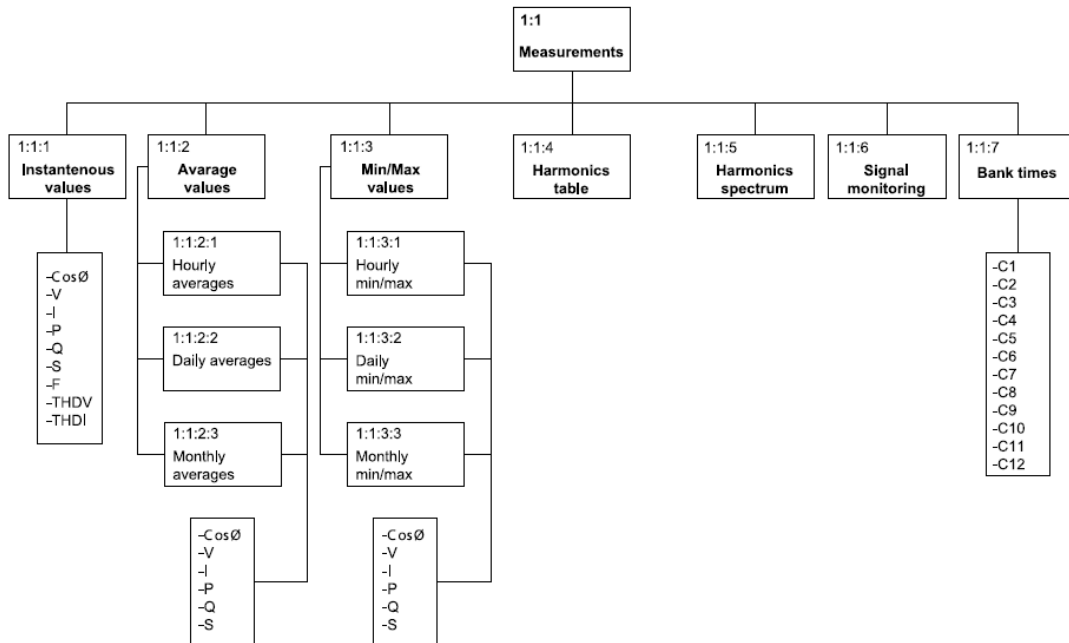 1:1
Measurements
1:1:1
Instantenous
values
1:1:2
Avarage
values
1:1:3
Min/Max
values
1:1:4
Harmonics
table
1:1:5
Harmonics
spectrum
1:1:6
Signal
monitoring
1:1:7
Bank times
-CosØ
-V
-I
-P
-Q
-S
-F
-THDV
-THDI
1:1:2:1
Hourly
averages
1:1:2:2
Daily averages
1:1:2:3
Monthly
averages
-CosØ
-V
-I
-P
-Q
-S
1:1:3:1
Hourly
min/max
1:1:3:2
Daily
min/max
1:1:3:3
Monthly
min/max
-CosØ
-V
-I
-P
-Q
-S
-C1
-C2
-C3
-C4
-C5
-C6
-C7
-C8
-C9
-C10
-C11
-C12